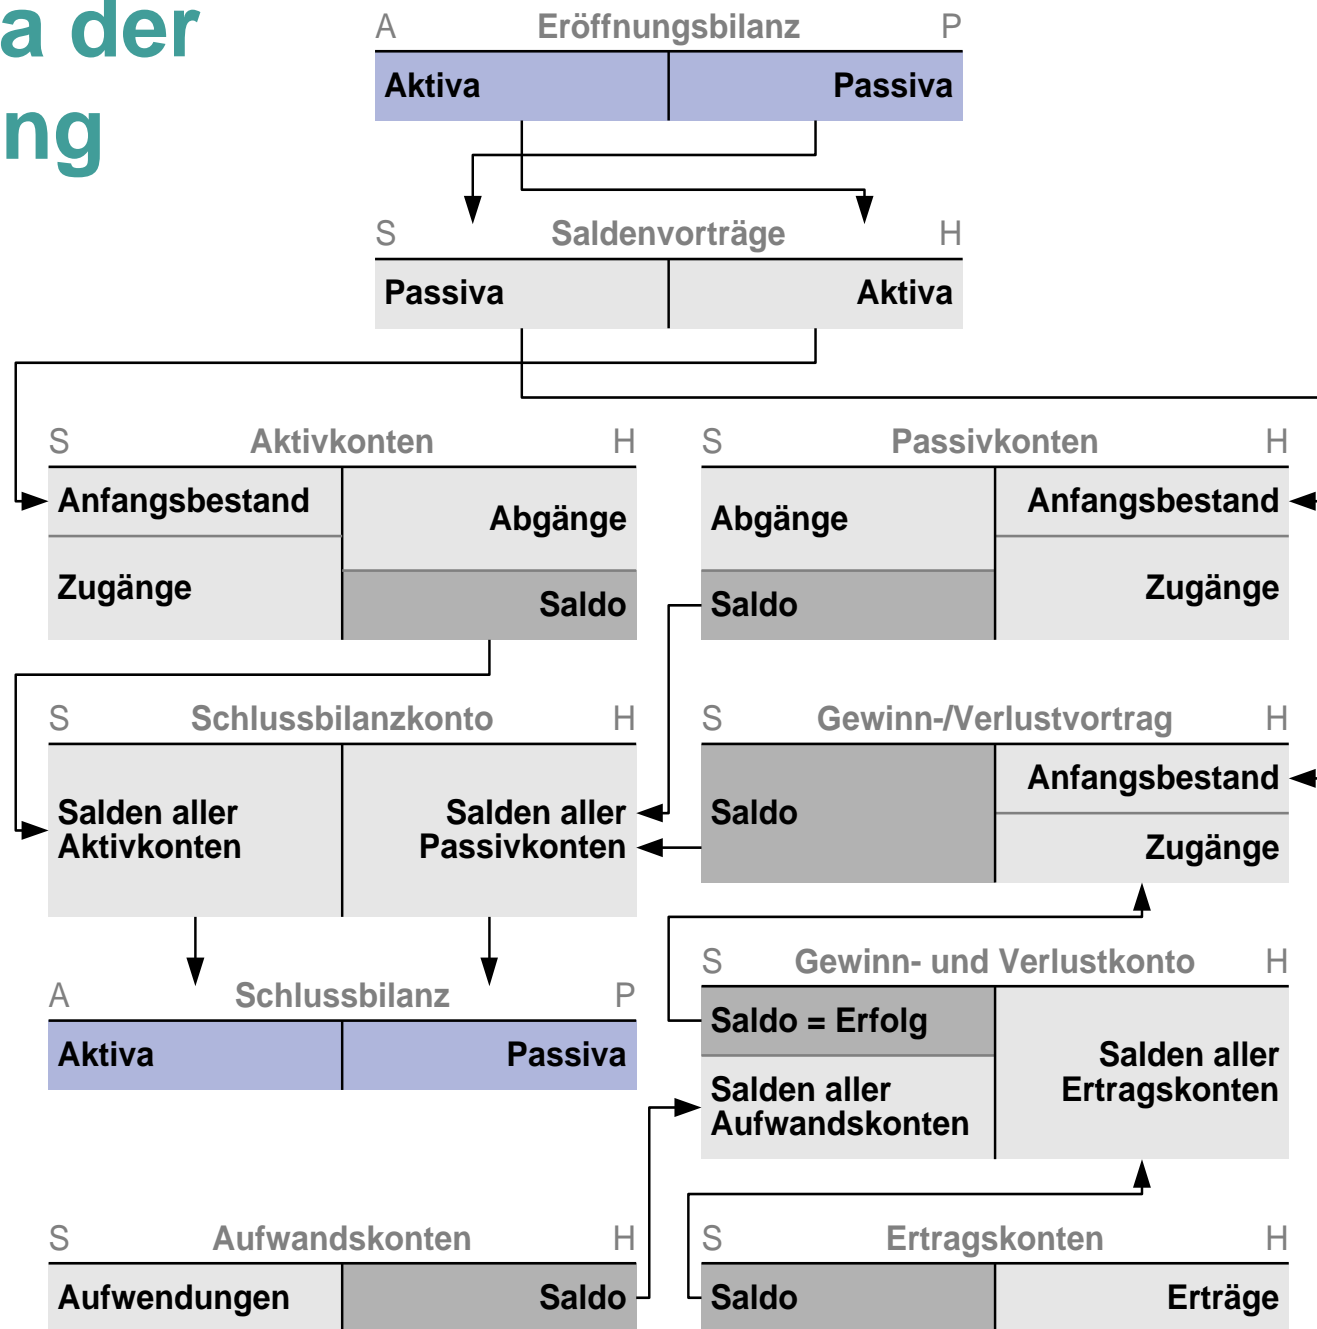 a der
ng
A Eröffnungsbilanz P
Aktiva Passiva
S Saldenvorträge H
Passiva Aktiva
S Aktivkonten H
Anfangsbestand
Abgänge
Zugänge
Saldo
S Passivkonten H
Abgänge
Anfangsbestand
Saldo
Zugänge
S Schlussbilanzkonto H
Salden aller
Aktivkonten
Salden aller
Passivkonten
S Gewinn-/Verlustvortrag H
Saldo
Anfangsbestand
Zugänge
A Schlussbilanz P
Aktiva Passiva
S Gewinn- und Verlustkonto H
Saldo = Erfolg
Salden aller
Aufwandskonten
Salden aller
Ertragskonten
S Aufwandskonten H
Aufwendungen Saldo
S Ertragskonten H
Saldo Erträge